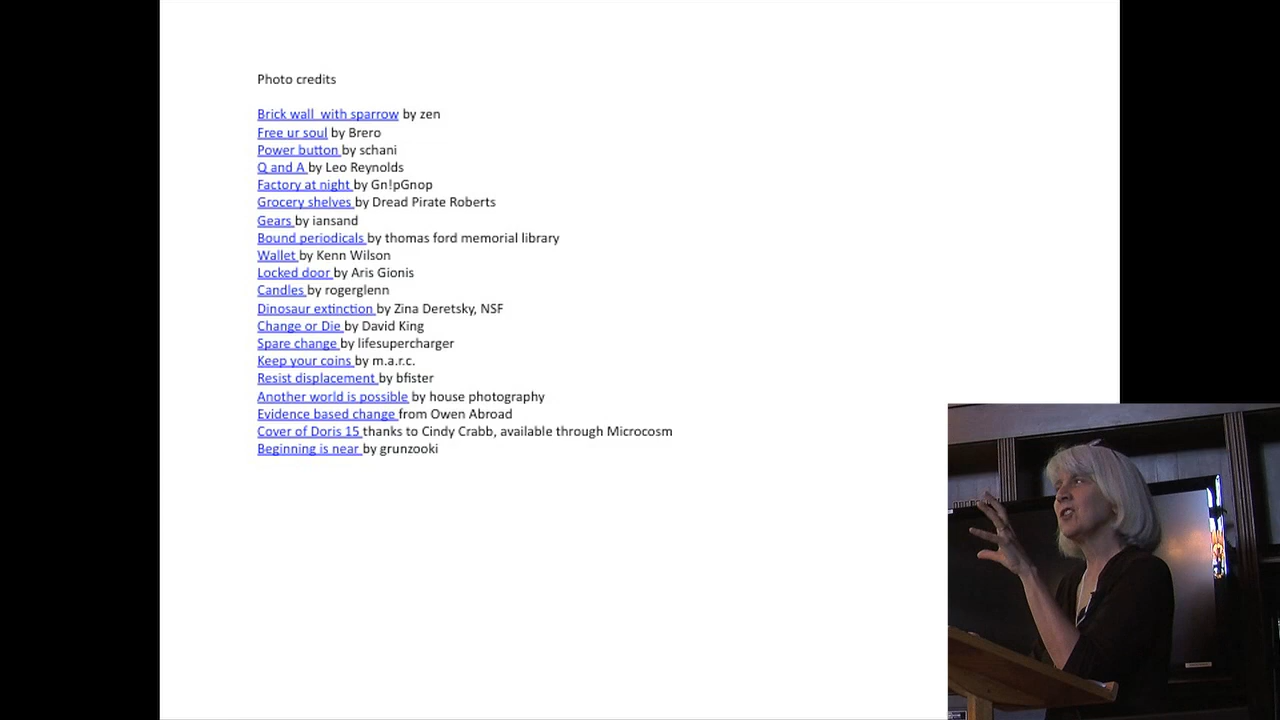 Photo credits
Brick wall with sparrow by zen
Free ur soul by Brero
Power button by schani
Q and A by Leo Reynolds
Factory at night by Gn!pGnop
Grocery shelves by Dread Pirate Roberts
Gears by iansand
Bound periodicals by thomas ford memorial library
Wallet by Kenn Wilson
Locked door by Aris Gionis
Candles by rogerglenn
Dinosaur extinction by Zina Deretsky, NSF
Change or Die by David King
Spare change by lifesupercharger
Keep your coins by m.a.r.c.
Resist displacement by bfister
Another world is possible by house photography
Evidence based change from Owen Abroad
Cover of Doris 15 thanks to Cindy Crabb, available through Microcosm
Beginning is near by grunzooki